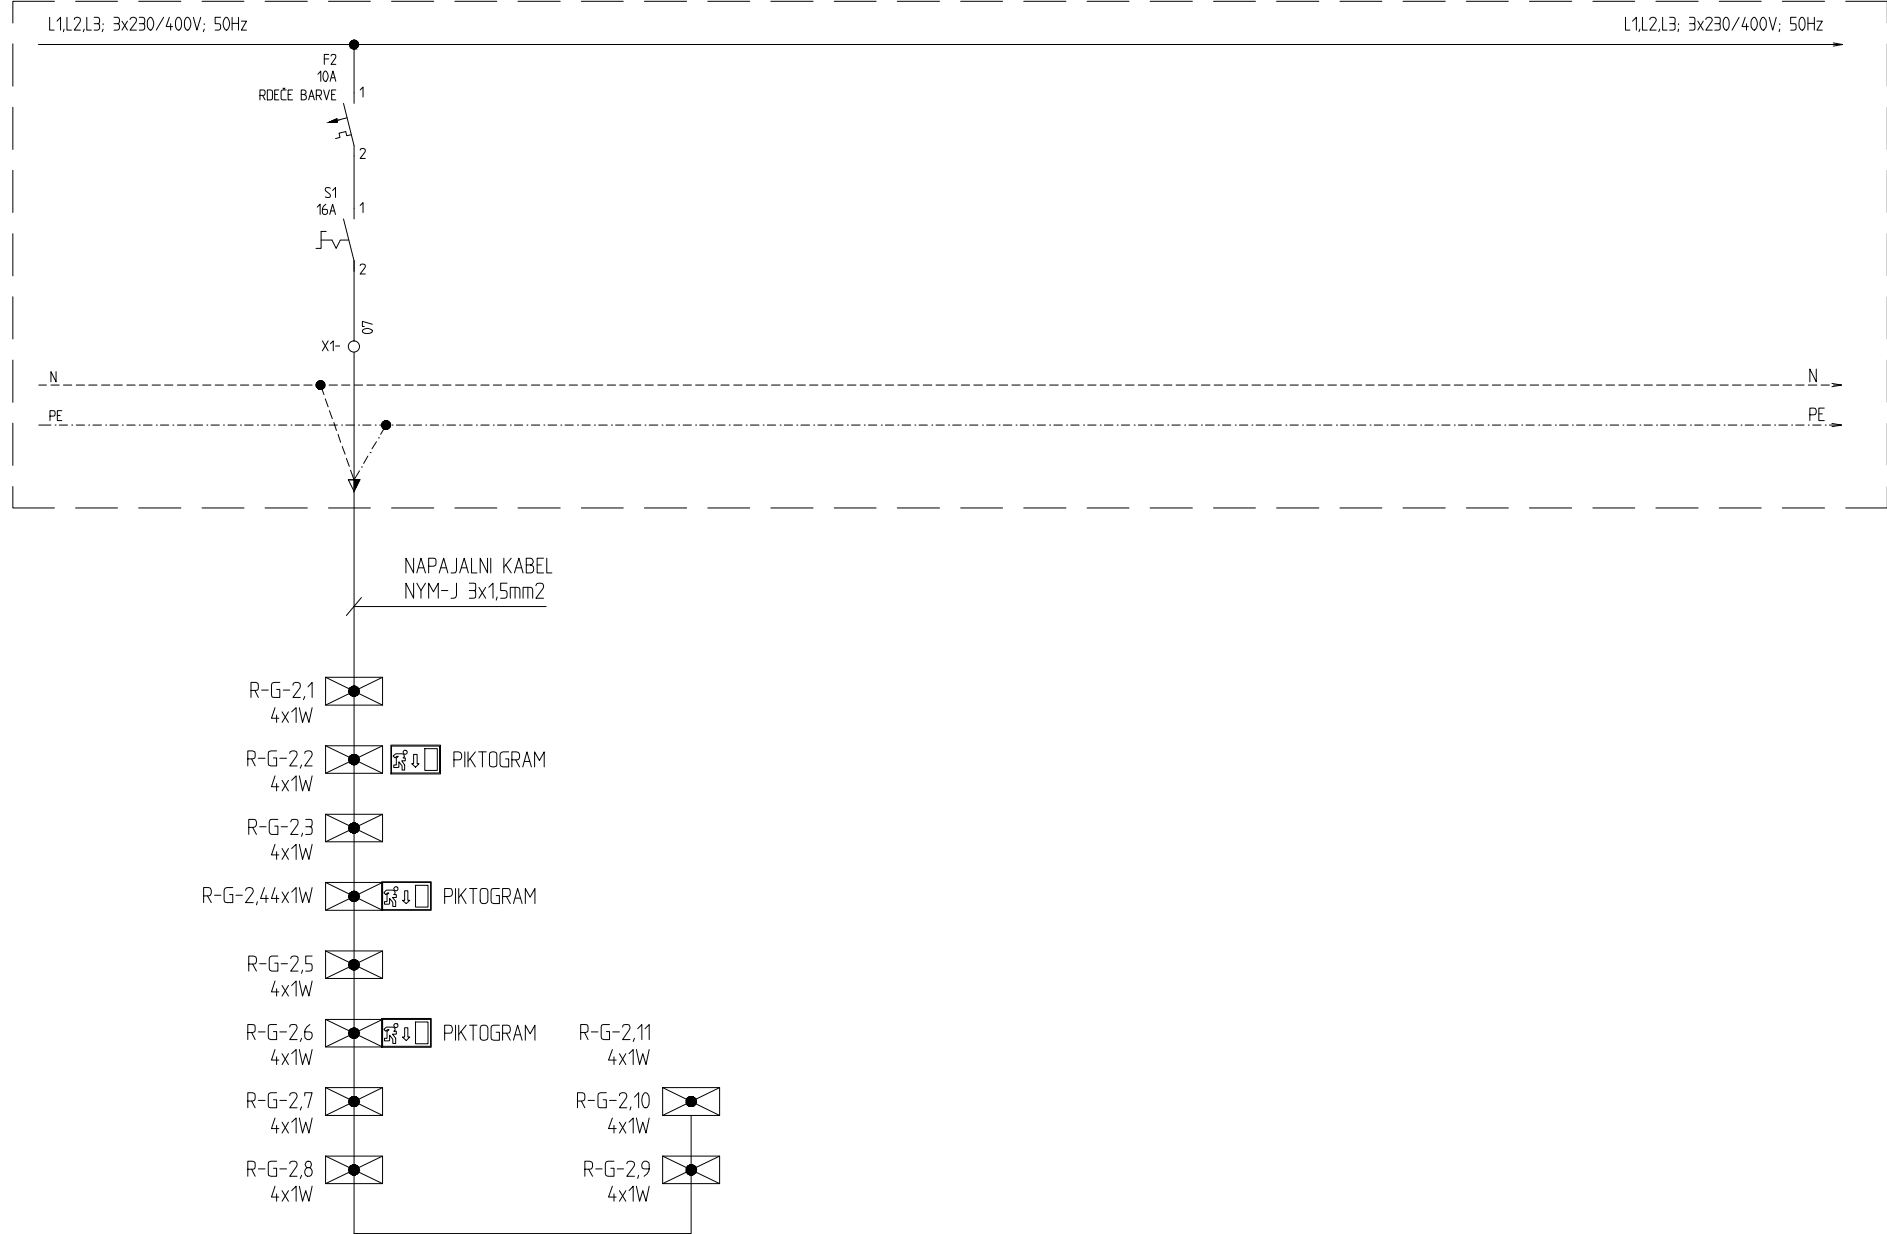 L1,L2,L3; 3x230/400V; 50Hz
L1,L2,L3; 3x230/400V; 50Hz
F2
10A
RDEČE BARVE
1
2
S1
16A
1
2
07
X1-
N
N
PE
PE
NAPAJALNI KABEL
NYM-J 3x1,5mm2
R-G-2,1
4x1W
R-G-2,2
4x1W
PIKTOGRAM
R-G-2,3
4x1W
R-G-2,44x1W
PIKTOGRAM
R-G-2,5
4x1W
R-G-2,6
4x1W
PIKTOGRAM
R-G-2,11
4x1W
R-G-2,7
4x1W
R-G-2,10
4x1W
R-G-2,8
4x1W
R-G-2,9
4x1W